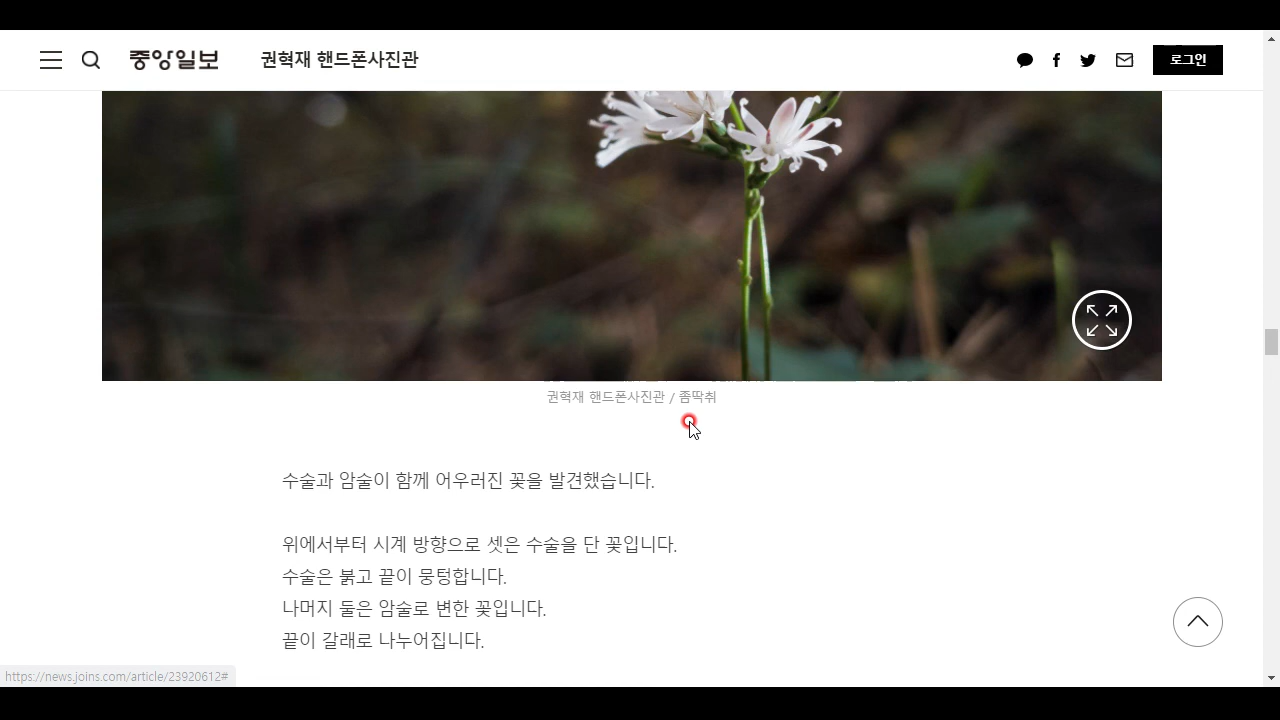 중앙일보 권혁재 핸드폰사진관 로그인
권혁재 핸드폰사진관 / 좀딱취
수술과 암술이 함께 어우러진 꽃을 발견했습니다.
위에서부터 시계 방향으로 셋은 수술을 단 꽃입니다.
수술은 붉고 끝이 뭉텅합니다.
나머지 둘은 암술로 변한 꽃입니다.
끝이 갈래로 나누어집니다.
https://news.joins.com/article/23920612#